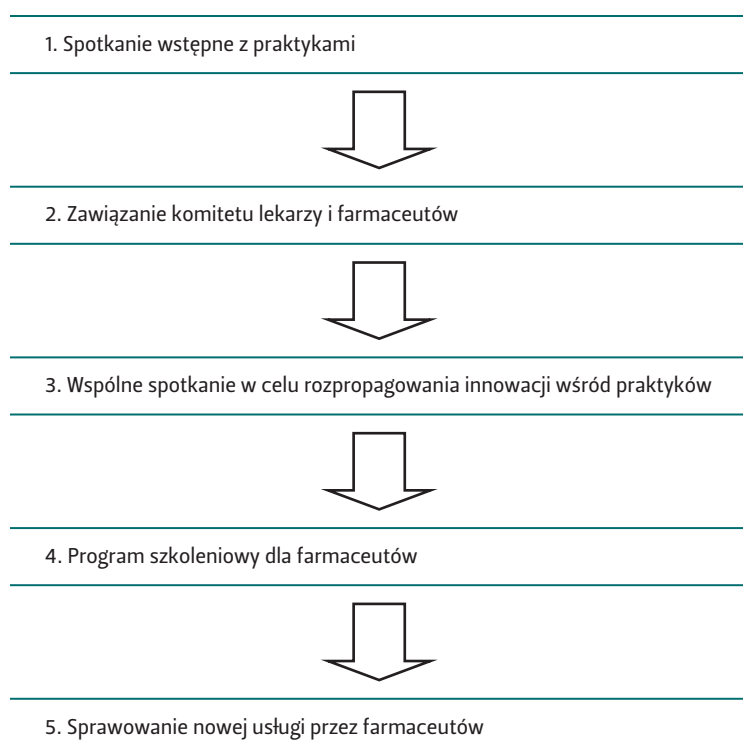 1. Spotkanie wstępne z praktykami
2. Zawiązanie komitetu lekarzy i farmaceutów
3. Wspólne spotkanie w celu rozpropagowania innowacji wśród praktyków
4. Program szkoleniowy dla farmaceutów
5. Sprawowanie nowej usługi przez farmaceutów